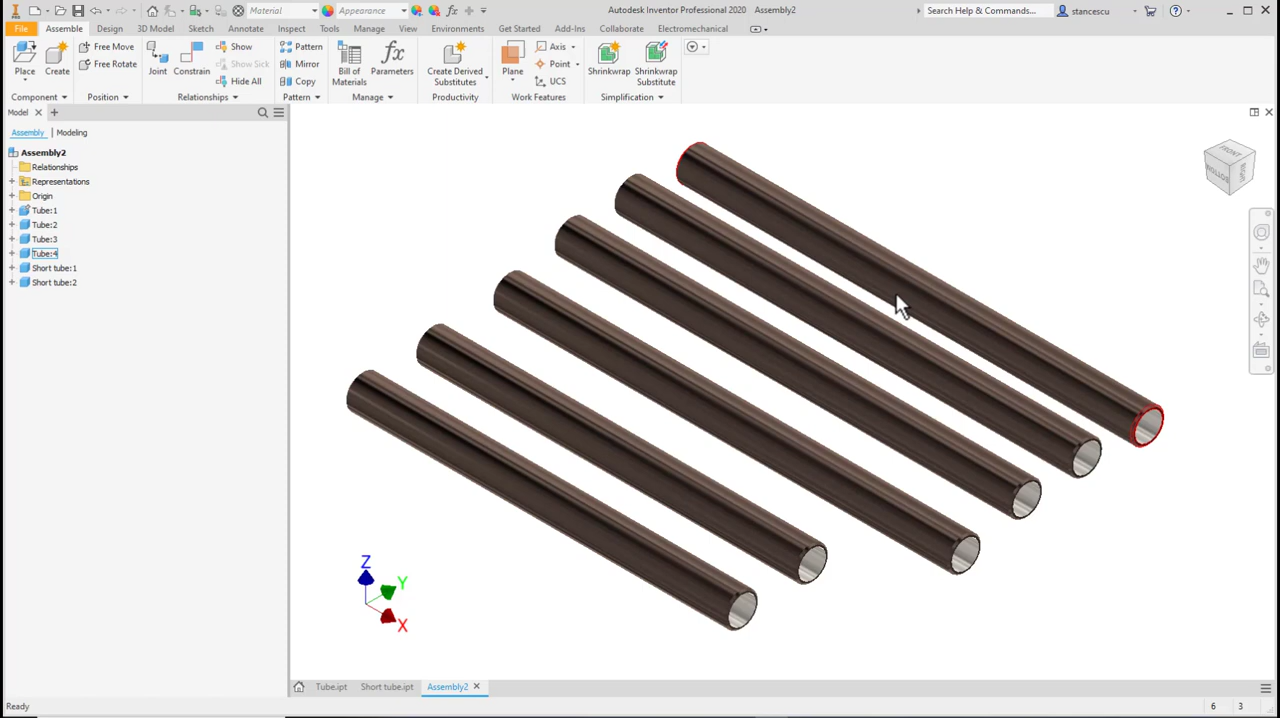 Material
Appearance
Autodesk Inventor Professional 2020 Assembly2
Search Help & Commands...
stancescu
PRO
File Assemble Design 3D Model Sketch Annotate Inspect Tools Manage View Environments Get Started Add-Ins Collaborate Electromechanical
Place
Create
Free Move
Free Rotate
Joint
Constrain
Show
Show Sick
Hide All
Pattern
Mirror
Copy
Bill of
Materials
fx
Parameters
Create Derived
Substitutes
Plane
Axis
Point
UCS
Shrinkwrap
Shrinkwrap
Substitute
Component
Position
Relationships
Pattern
Manage
Productivity
Work Features
Simplification
Model
Assembly Modeling
Assembly2
Relationships
Representations
Origin
Tube:1
Tube:2
Tube:3
Tube:4
Short tube:1
Short tube:2
FRONT
BOTTOM
RIGHT
Z
Y
X
Tube.ipt Short tube.ipt Assembly2
Ready
6 3